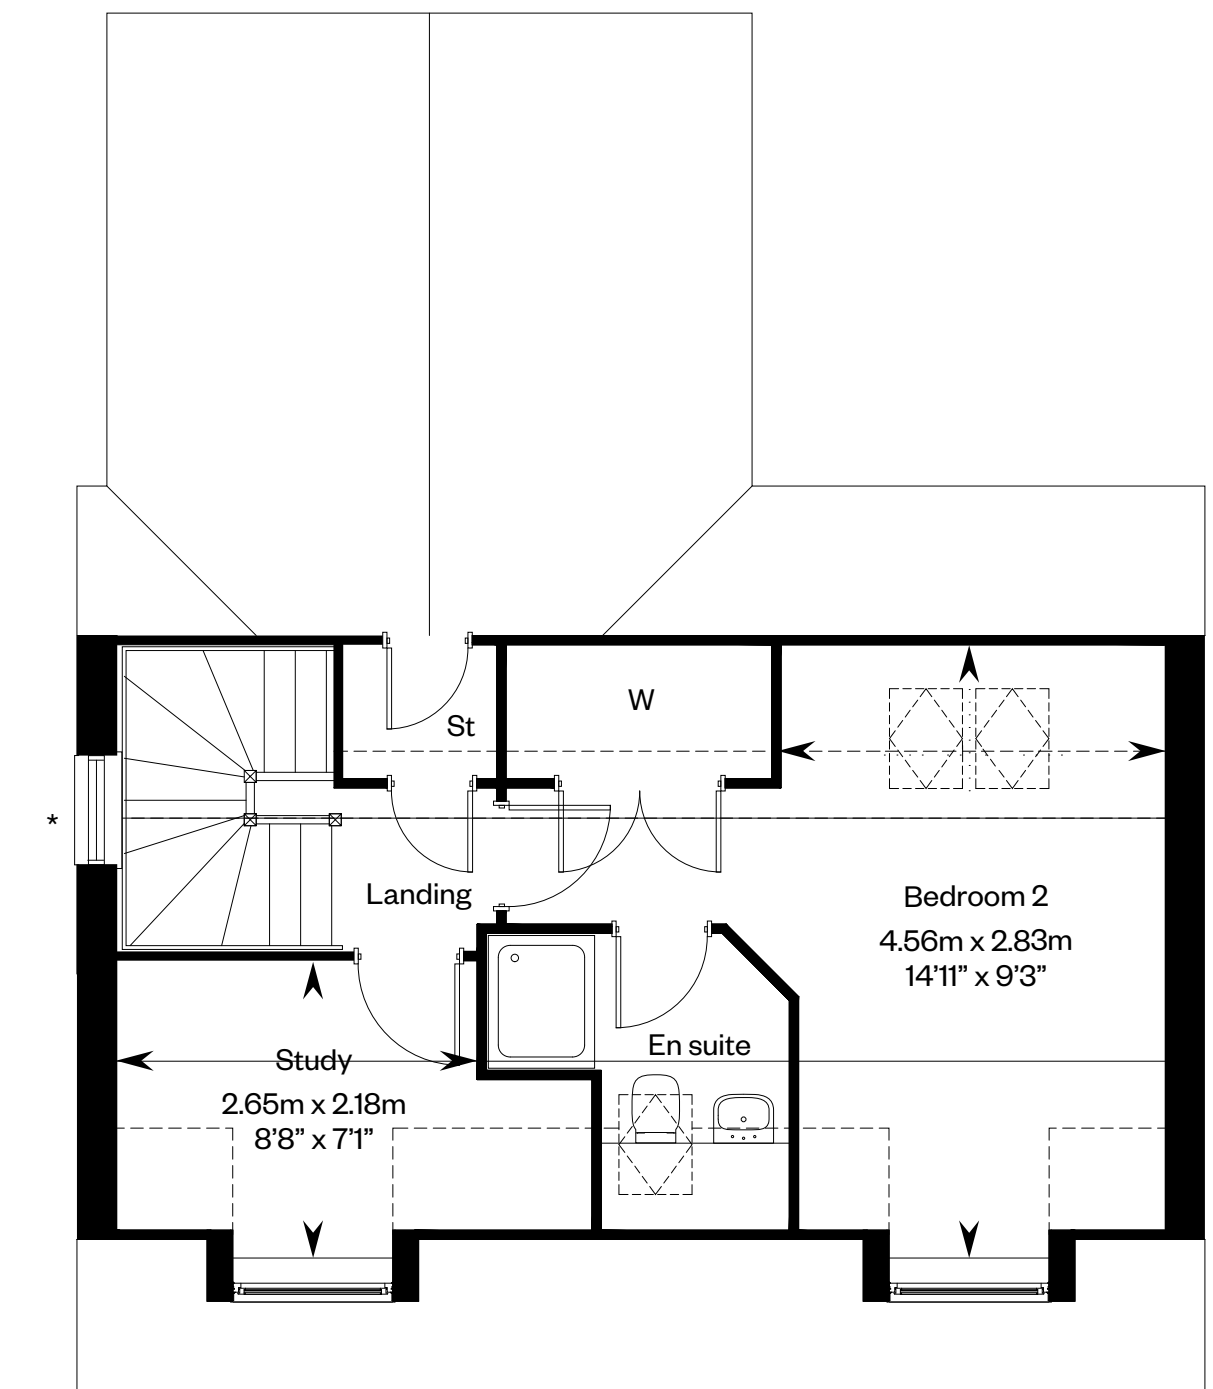 W
St
*
Landing
Bedroom 2
4.56m x 2.83m
14’11” x 9’3”
En suite
Study
2.65m x 2.18m
8’8” x 7’1”